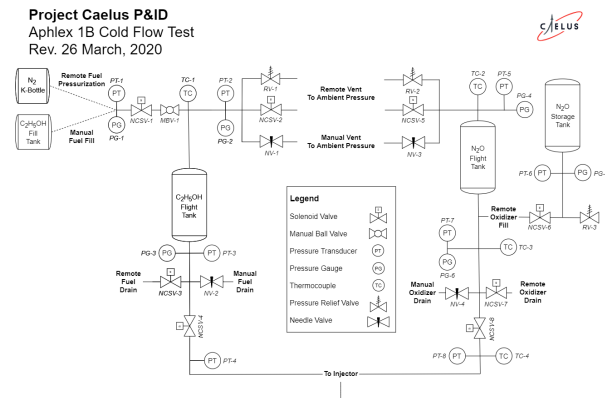 Project Caelus P&ID
Aphlex 1B Cold Flow Test
Rev. 26 March, 2020
CAELUS
N₂
K-Bottle
Remote Fuel
Pressurization
C₂H₅OH
Fill
Tank
Manual
Fuel Fill
PT-1
PT
PG
PG-1
NCSV-1
MBV-1
TC-1
TC
PT-2
PT
PG
PG-2
RV-1
NCSV-2
NV-1
Remote Vent
To Ambient Pressure
Manual Vent
To Ambient Pressure
RV-2
NCSV-5
NV-3
TC-2
TC
PT-5
PT
PG-4
PG
N₂O
Flight
Tank
N₂O
Storage
Tank
PT-6
PT
PG
PG-
Remote
Oxidizer
Fill
NCSV-6
RV-3
C₂H₅OH
Flight
Tank
PG-3
PG
PT
PT-3
Remote
Fuel
Drain
NCSV-3
NV-2
Manual
Fuel
Drain
NCSV-4
PT
PT-4
Legend
Solenoid Valve
Manual Ball Valve
Pressure Transducer
PT
Pressure Gauge
PG
Thermocouple
TC
Pressure Relief Valve
Needle Valve
PT-7
PT
PG
PG-6
TC
TC-3
Manual
Oxidizer
Drain
NV-4
NCSV-7
Remote
Oxidizer
Drain
NCSV-8
PT-8
PT
TC
TC-4
To Injector